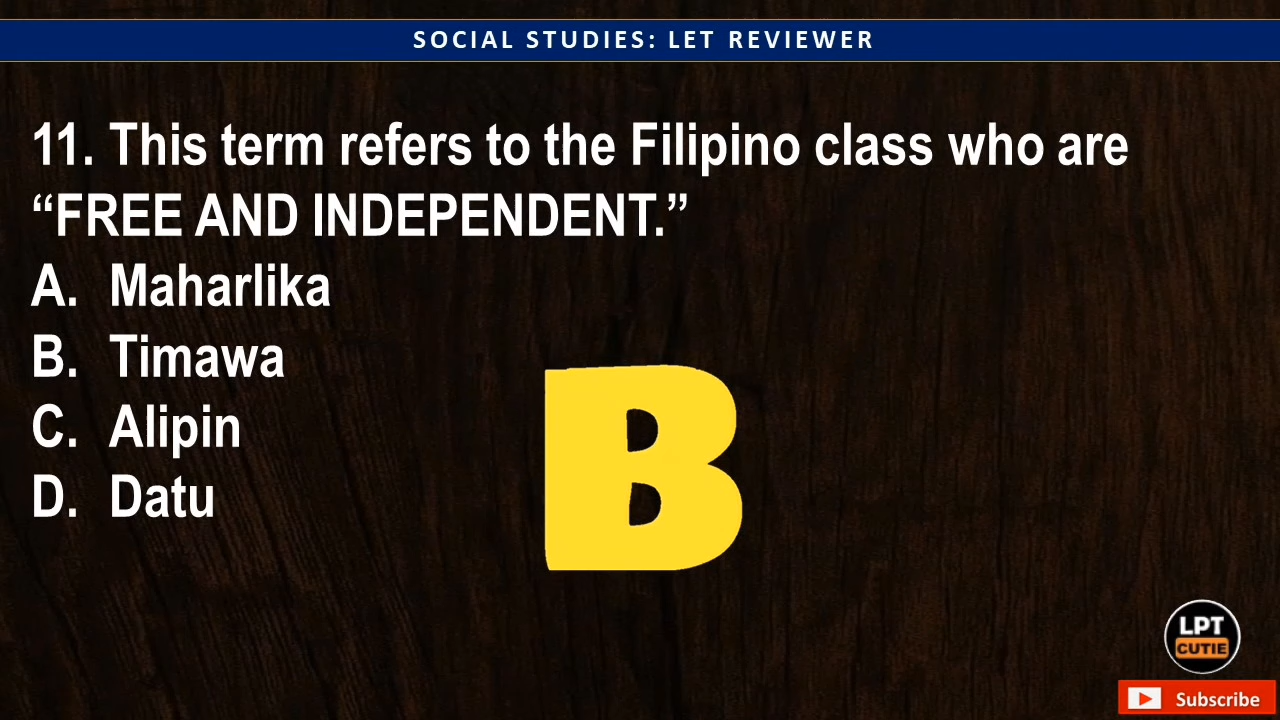 SOCIAL STUDIES: LET REVIEWER
11. This term refers to the Filipino class who are
“FREE AND INDEPENDENT.”
A. Maharlika
B. Timawa
C. Alipin
D. Datu
B
LPT
CUTIE
Subscribe